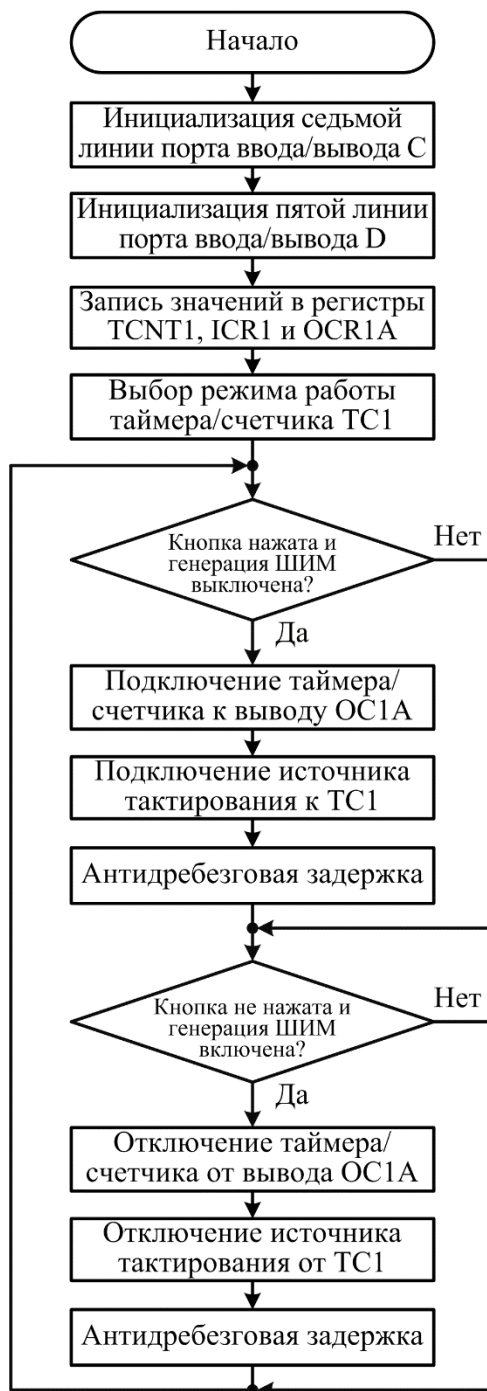 Начало
Инициализация седьмой
линии порта ввода/вывода C
Инициализация пятой линии
порта ввода/вывода D
Запись значений в регистры
TCNT1, ICR1 и OCR1A
Выбор режима работы
таймера/счетчика TC1
Кнопка нажата и
генерация ШИМ
выключена?
Нет
Да
Подключение таймера/
счетчика к выводу OC1A
Подключение источника
тактирования к TC1
Антидребезговая задержка
Кнопка не нажата и
генерация ШИМ
включена?
Нет
Да
Отключение таймера/
счетчика от вывода OC1A
Отключение источника
тактирования от TC1
Антидребезговая задержка